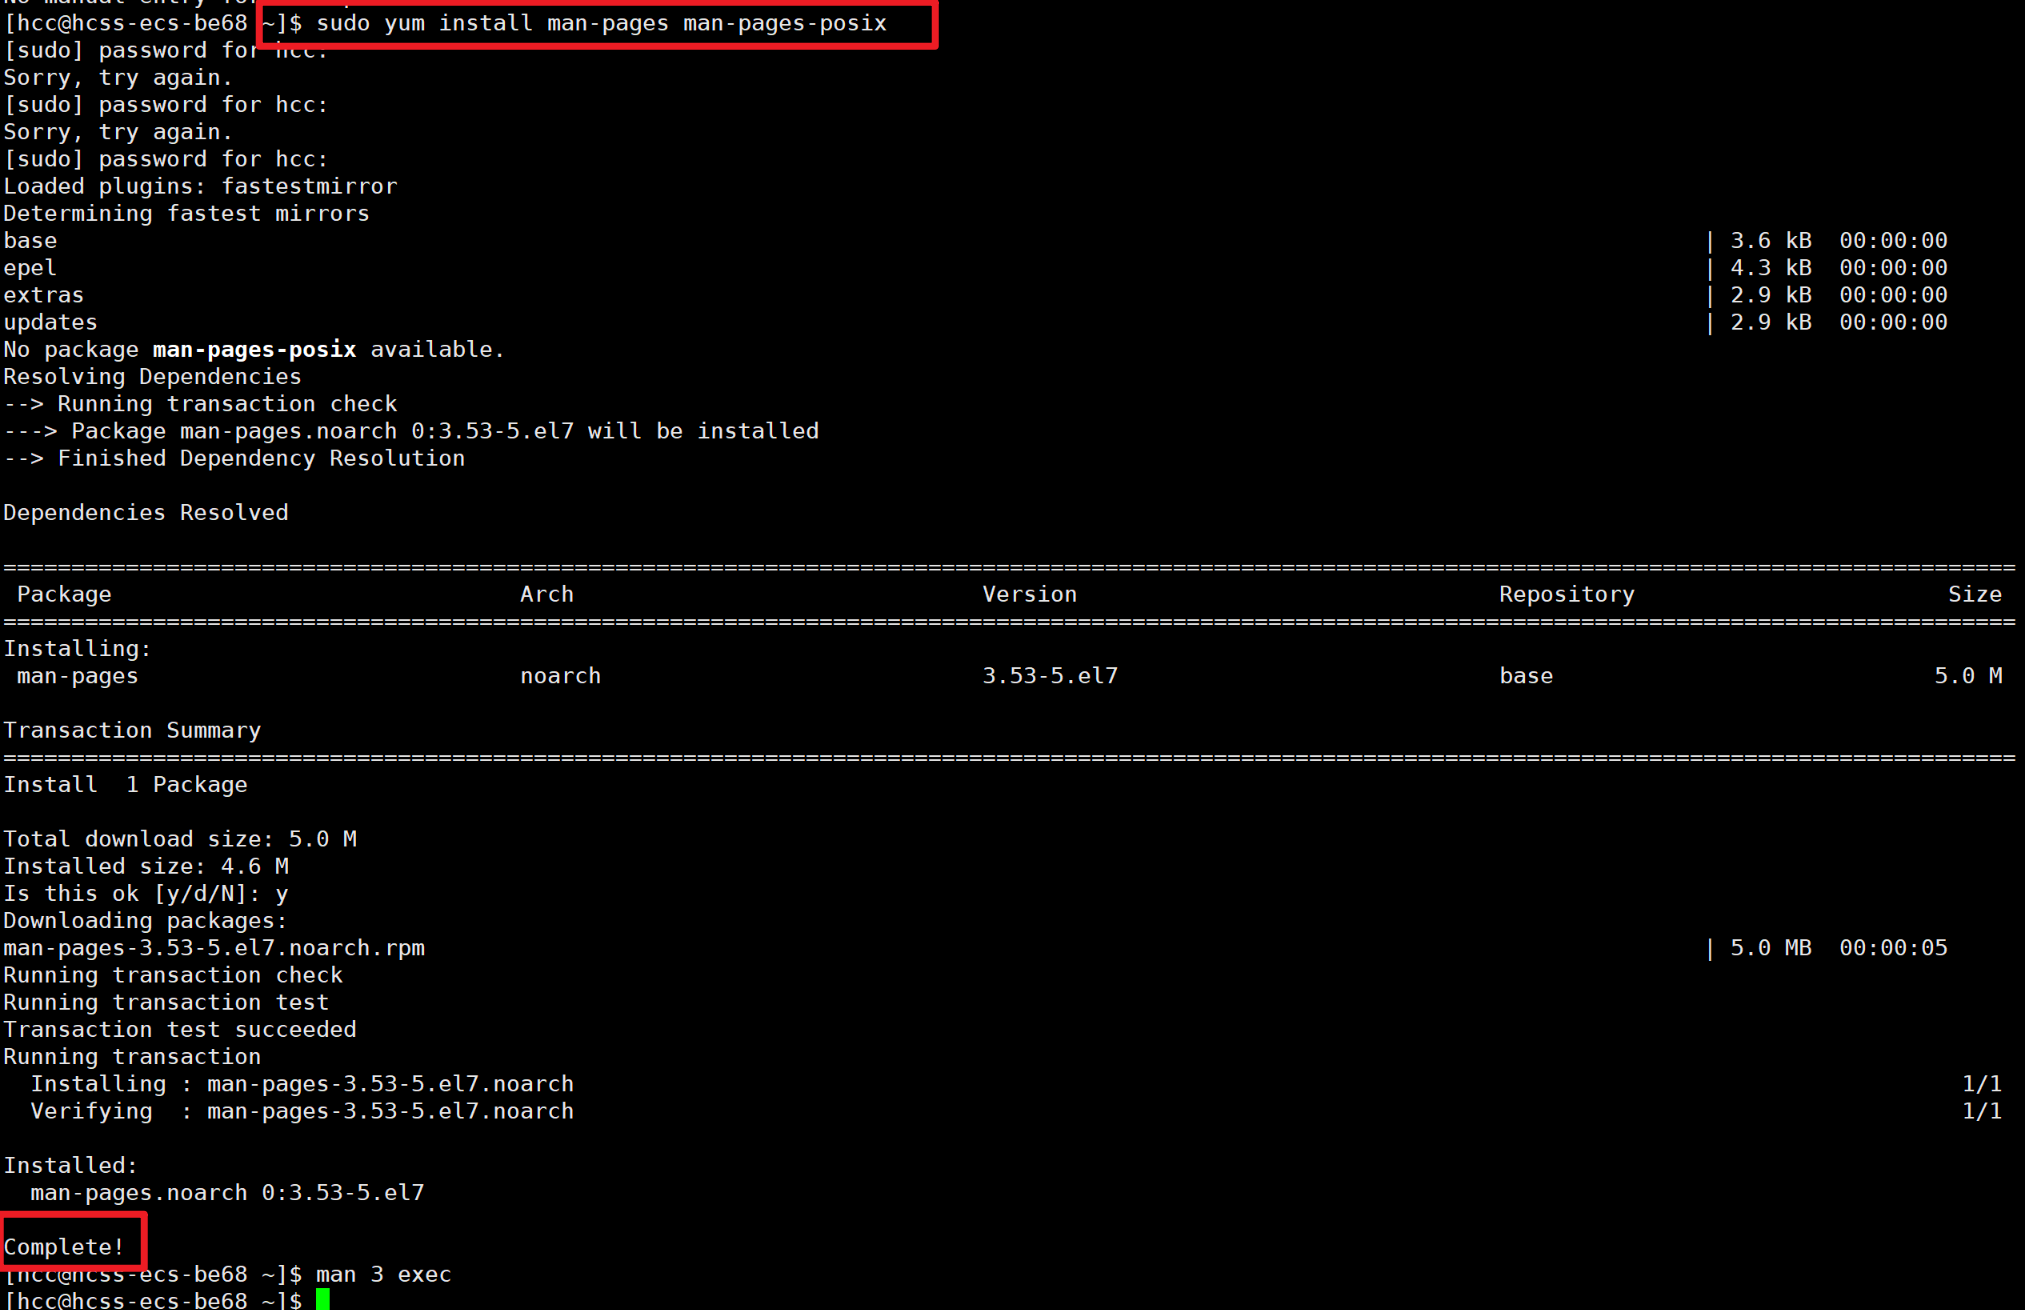 [hcc@hcss-ecs-be68 ~]$ sudo yum install man-pages man-pages-posix
[sudo] password for hcc:
Sorry, try again.
[sudo] password for hcc:
Sorry, try again.
[sudo] password for hcc:
Loaded plugins: fastestmirror
Determining fastest mirrors
base | 3.6 kB 00:00:00
epel | 4.3 kB 00:00:00
extras | 2.9 kB 00:00:00
updates | 2.9 kB 00:00:00
No package man-pages-posix available.
Resolving Dependencies
--> Running transaction check
---> Package man-pages.noarch 0:3.53-5.el7 will be installed
--> Finished Dependency Resolution
Dependencies Resolved
Package Arch Version Repository Size
Installing:
man-pages noarch 3.53-5.el7 base 5.0 M
Transaction Summary
Install 1 Package
Total download size: 5.0 M
Installed size: 4.6 M
Is this ok [y/d/N]: y
Downloading packages:
man-pages-3.53-5.el7.noarch.rpm | 5.0 MB 00:00:05
Running transaction check
Running transaction test
Transaction test succeeded
Running transaction
Installing : man-pages-3.53-5.el7.noarch 1/1
Verifying : man-pages-3.53-5.el7.noarch 1/1
Installed:
man-pages.noarch 0:3.53-5.el7
Complete!
[hcc@hcss-ecs-be68 ~]$ man 3 exec
[hcc@hcss-ecs-be68 ~]$